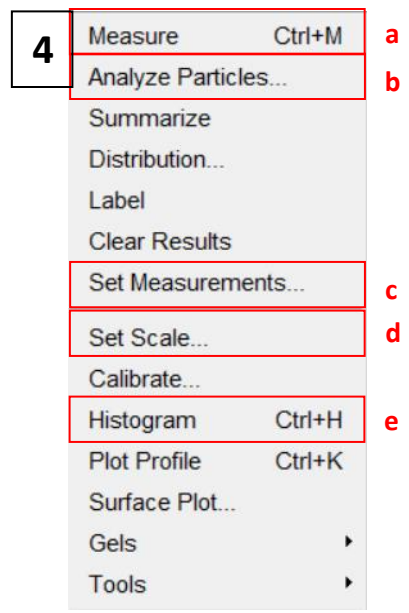 4
Measure Ctrl+M a
Analyze Particles... b
Summarize
Distribution...
Label
Clear Results
Set Measurements... c
Set Scale... d
Calibrate...
Histogram Ctrl+H e
Plot Profile Ctrl+K
Surface Plot...
Gels
Tools